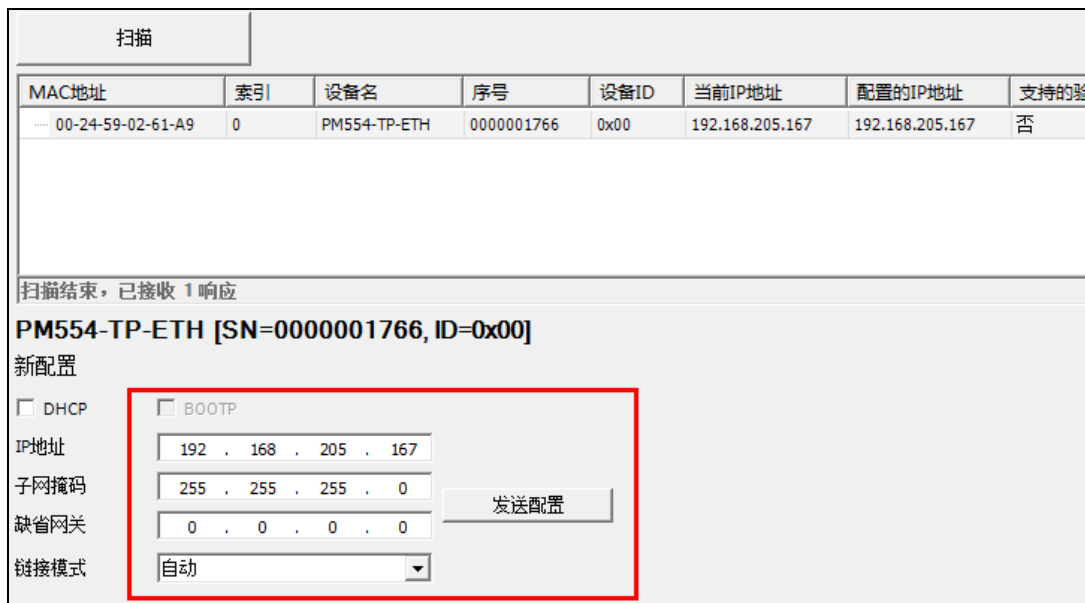 扫描
MAC地址 索引 设备名 序号 设备ID 当前IP地址 配置的IP地址 支持的验
00-24-59-02-61-A9 0 PM554-TP-ETH 0000001766 0x00 192.168.205.167 192.168.205.167 否
扫描结束，已接收 1 响应
PM554-TP-ETH [SN=0000001766, ID=0x00]
新配置
DHCP BOOTP
IP地址 192 . 168 . 205 . 167
子网掩码 255 . 255 . 255 . 0
发送配置
缺省网关 0 . 0 . 0 . 0
链接模式 自动